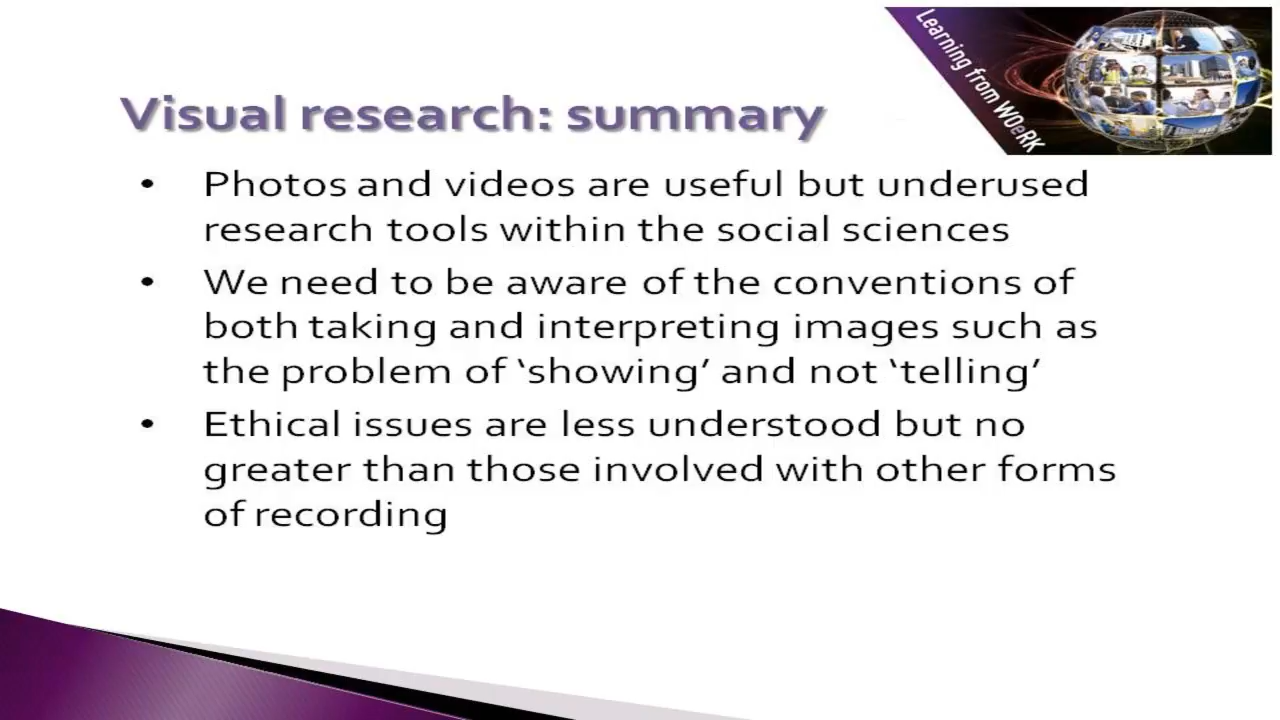 Learning from WOeRK
Visual research: summary
• Photos and videos are useful but underused
research tools within the social sciences
• We need to be aware of the conventions of
both taking and interpreting images such as
the problem of ‘showing’ and not ‘telling’
• Ethical issues are less understood but no
greater than those involved with other forms
of recording